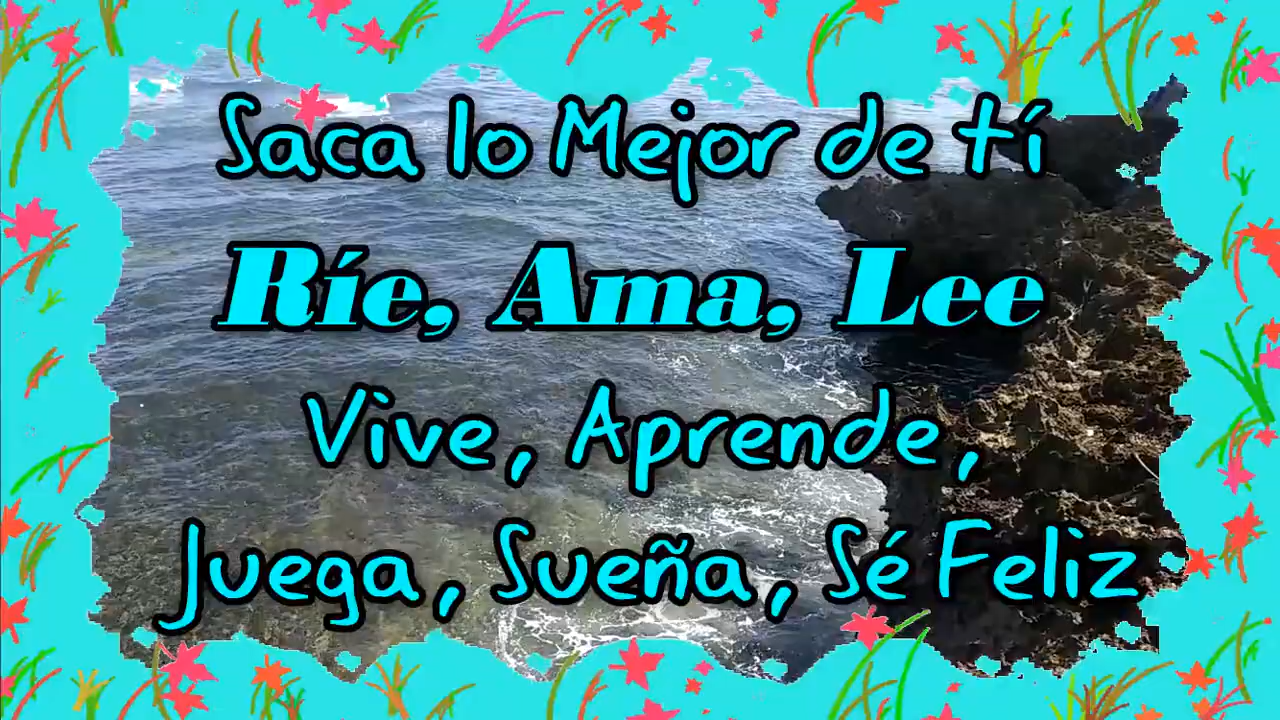 Saca lo Mejor de tí
Ríe, Ama, Lee
Vive, Aprende,
Juega, Sueña, Sé Feliz